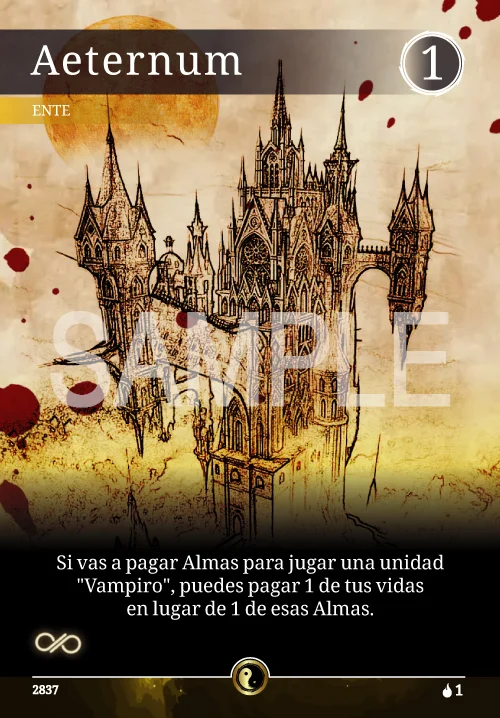 Aeternum
1
ENTE
SAMPLE
Si vas a pagar Almas para jugar una unidad
"Vampiro", puedes pagar 1 de tus vidas
en lugar de 1 de esas Almas.
2837
1